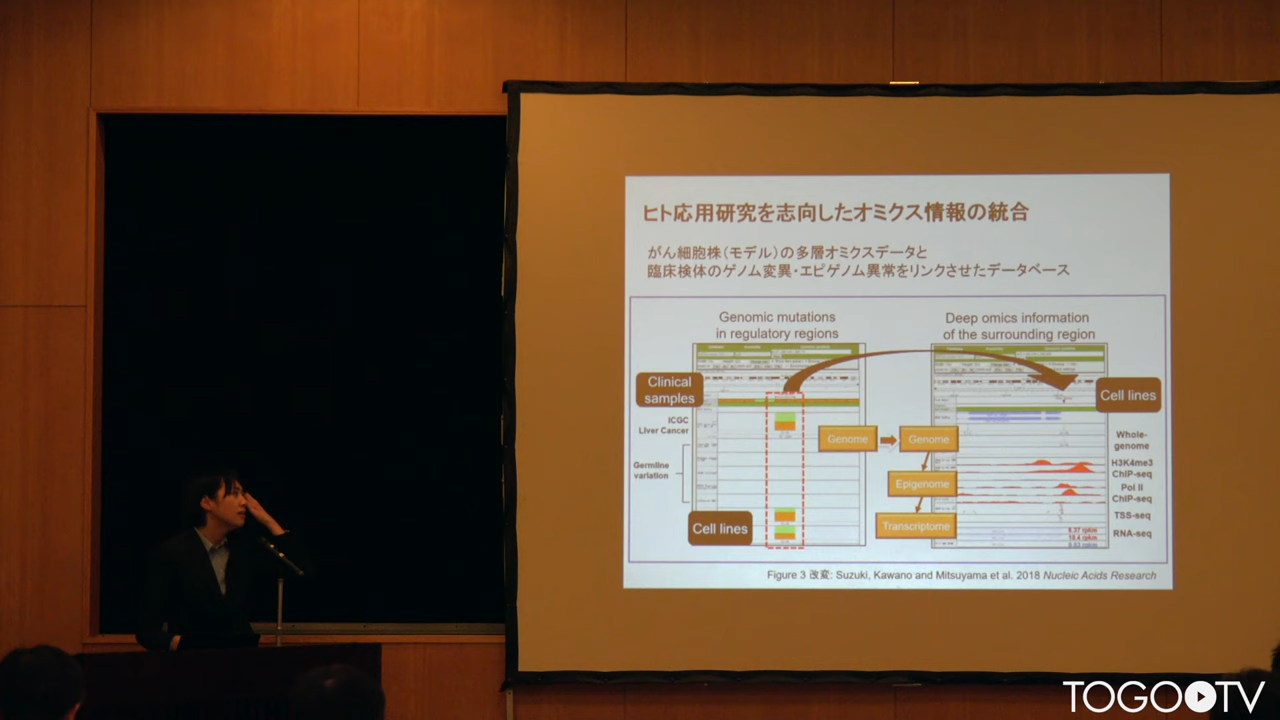 ヒト応用研究を志向したオミクス情報の統合
がん細胞株（モデル）の多層オミクスデータと
臨床検体のゲノム変異・エピゲノム異常をリンクさせたデータベース
Genomic mutations
in regulatory regions
Deep omics information
of the surrounding region
Clinical
samples
Cell lines
ICGC
Liver Cancer
Genome
Genome
Whole-
genome
Germline
variation
H3K4me3
ChIP-seq
Epigenome
Pol II
ChIP-seq
Cell lines
Transcriptome
TSS-seq
RNA-seq
Figure 3 改変: Suzuki, Kawano and Mitsuyama et al. 2018 Nucleic Acids Research
TOGO TV